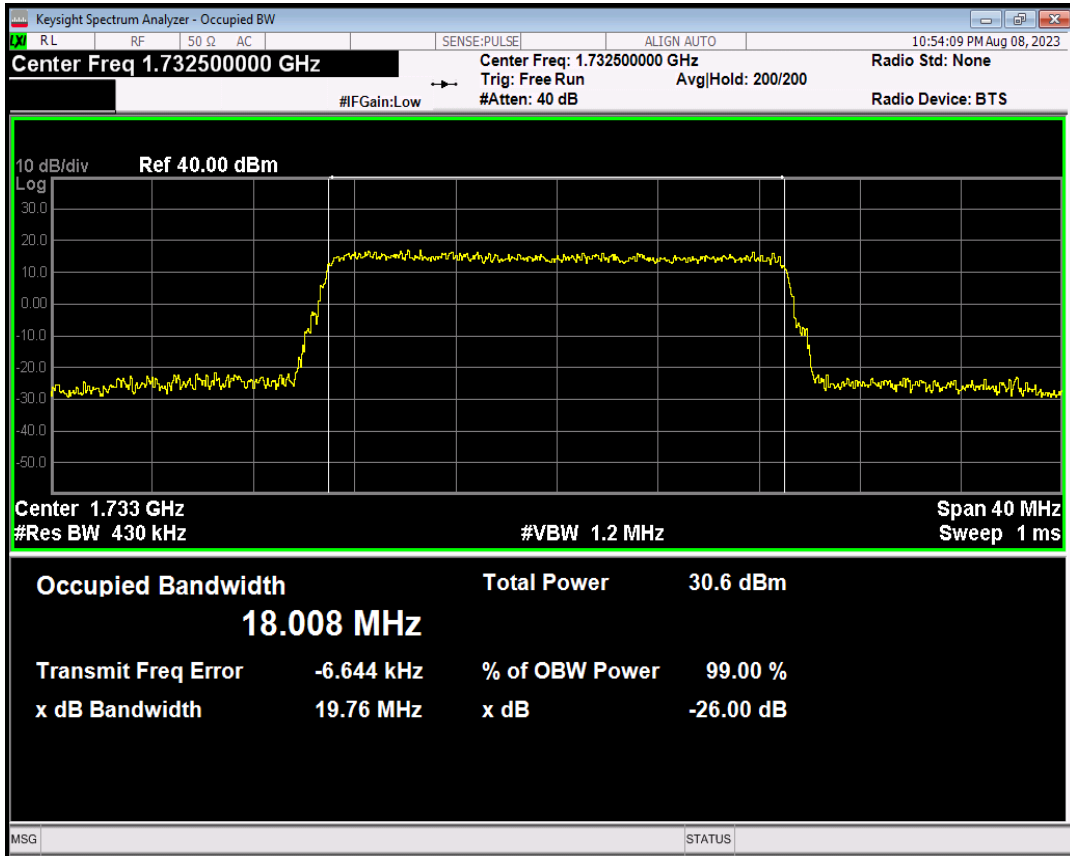 Keysight Spectrum Analyzer - Occupied BW
LXI RL RF 50 Ω AC SENSE:PULSE ALIGN AUTO 10:54:09 PM Aug 08, 2023
Center Freq 1.732500000 GHz Center Freq: 1.732500000 GHz Radio Std: None
Trig: Free Run Avg|Hold: 200/200
#IFGain:Low #Atten: 40 dB Radio Device: BTS
10 dB/div Ref 40.00 dBm
Log
30.0
20.0
10.0
0.00
-10.0
-20.0
-30.0
-40.0
-50.0
Center 1.733 GHz Span 40 MHz
#Res BW 430 kHz #VBW 1.2 MHz Sweep 1 ms
Occupied Bandwidth Total Power 30.6 dBm
18.008 MHz
Transmit Freq Error -6.644 kHz % of OBW Power 99.00 %
x dB Bandwidth 19.76 MHz x dB -26.00 dB
MSG STATUS